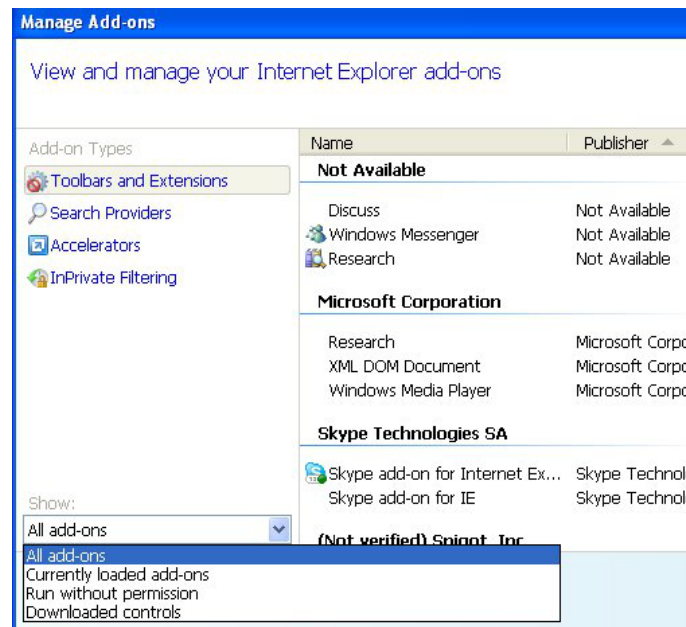 Manage Add-ons
View and manage your Internet Explorer add-ons
Add-on Types
Toolbars and Extensions
Search Providers
Accelerators
InPrivate Filtering
Show:
All add-ons
All add-ons
Currently loaded add-ons
Run without permission
Downloaded controls
Name Publisher
Not Available
Discuss Not Available
Windows Messenger Not Available
Research Not Available
Microsoft Corporation
Research Microsoft Corpo
XML DOM Document Microsoft Corpo
Windows Media Player Microsoft Corpo
Skype Technologies SA
Skype add-on for Internet Ex... Skype Technol
Skype add-on for IE Skype Technol
(Not verified) Spigot, Inc